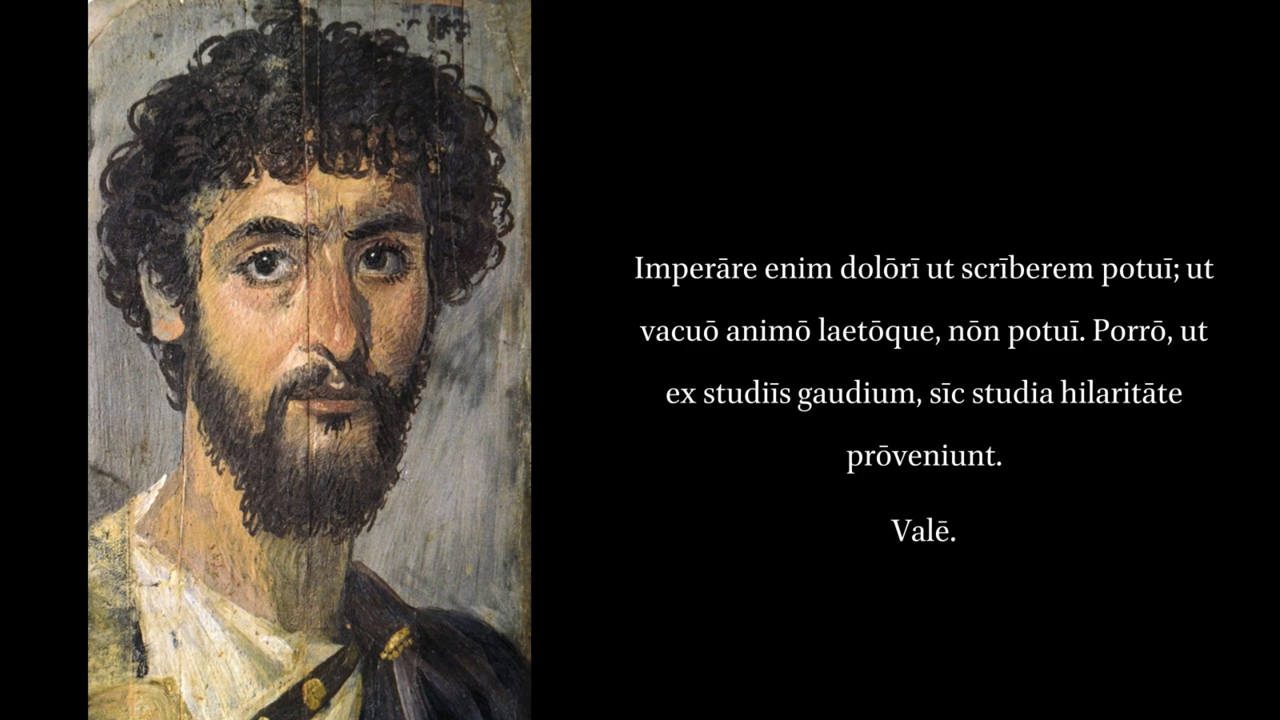 Imperāre enim dolōrī ut scrīberem potuī; ut
vacuō animō laetōque, nōn potuī. Porrō, ut
ex studiīs gaudium, sīc studia hilaritāte
prōveniunt.
Valē.